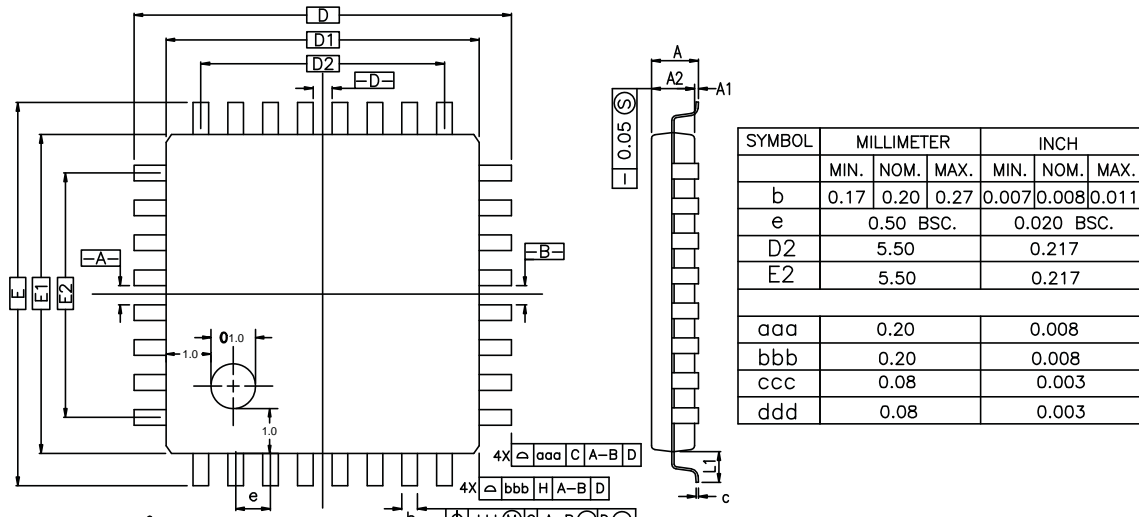 D
D1
D2
-D-
A
A2
A1
0.05 S
E
E1
E2
-A-
-B-
01.0
1.0
1.0
4X aaa C A-B D
4X bbb H A-B D
L1
c
e
b
SYMBOL MILLIMETER INCH
MIN. NOM. MAX. MIN. NOM. MAX.
b 0.17 0.20 0.27 0.007 0.008 0.011
e 0.50 BSC. 0.020 BSC.
D2 5.50 0.217
E2 5.50 0.217
aaa 0.20 0.008
bbb 0.20 0.008
ccc 0.08 0.003
ddd 0.08 0.003